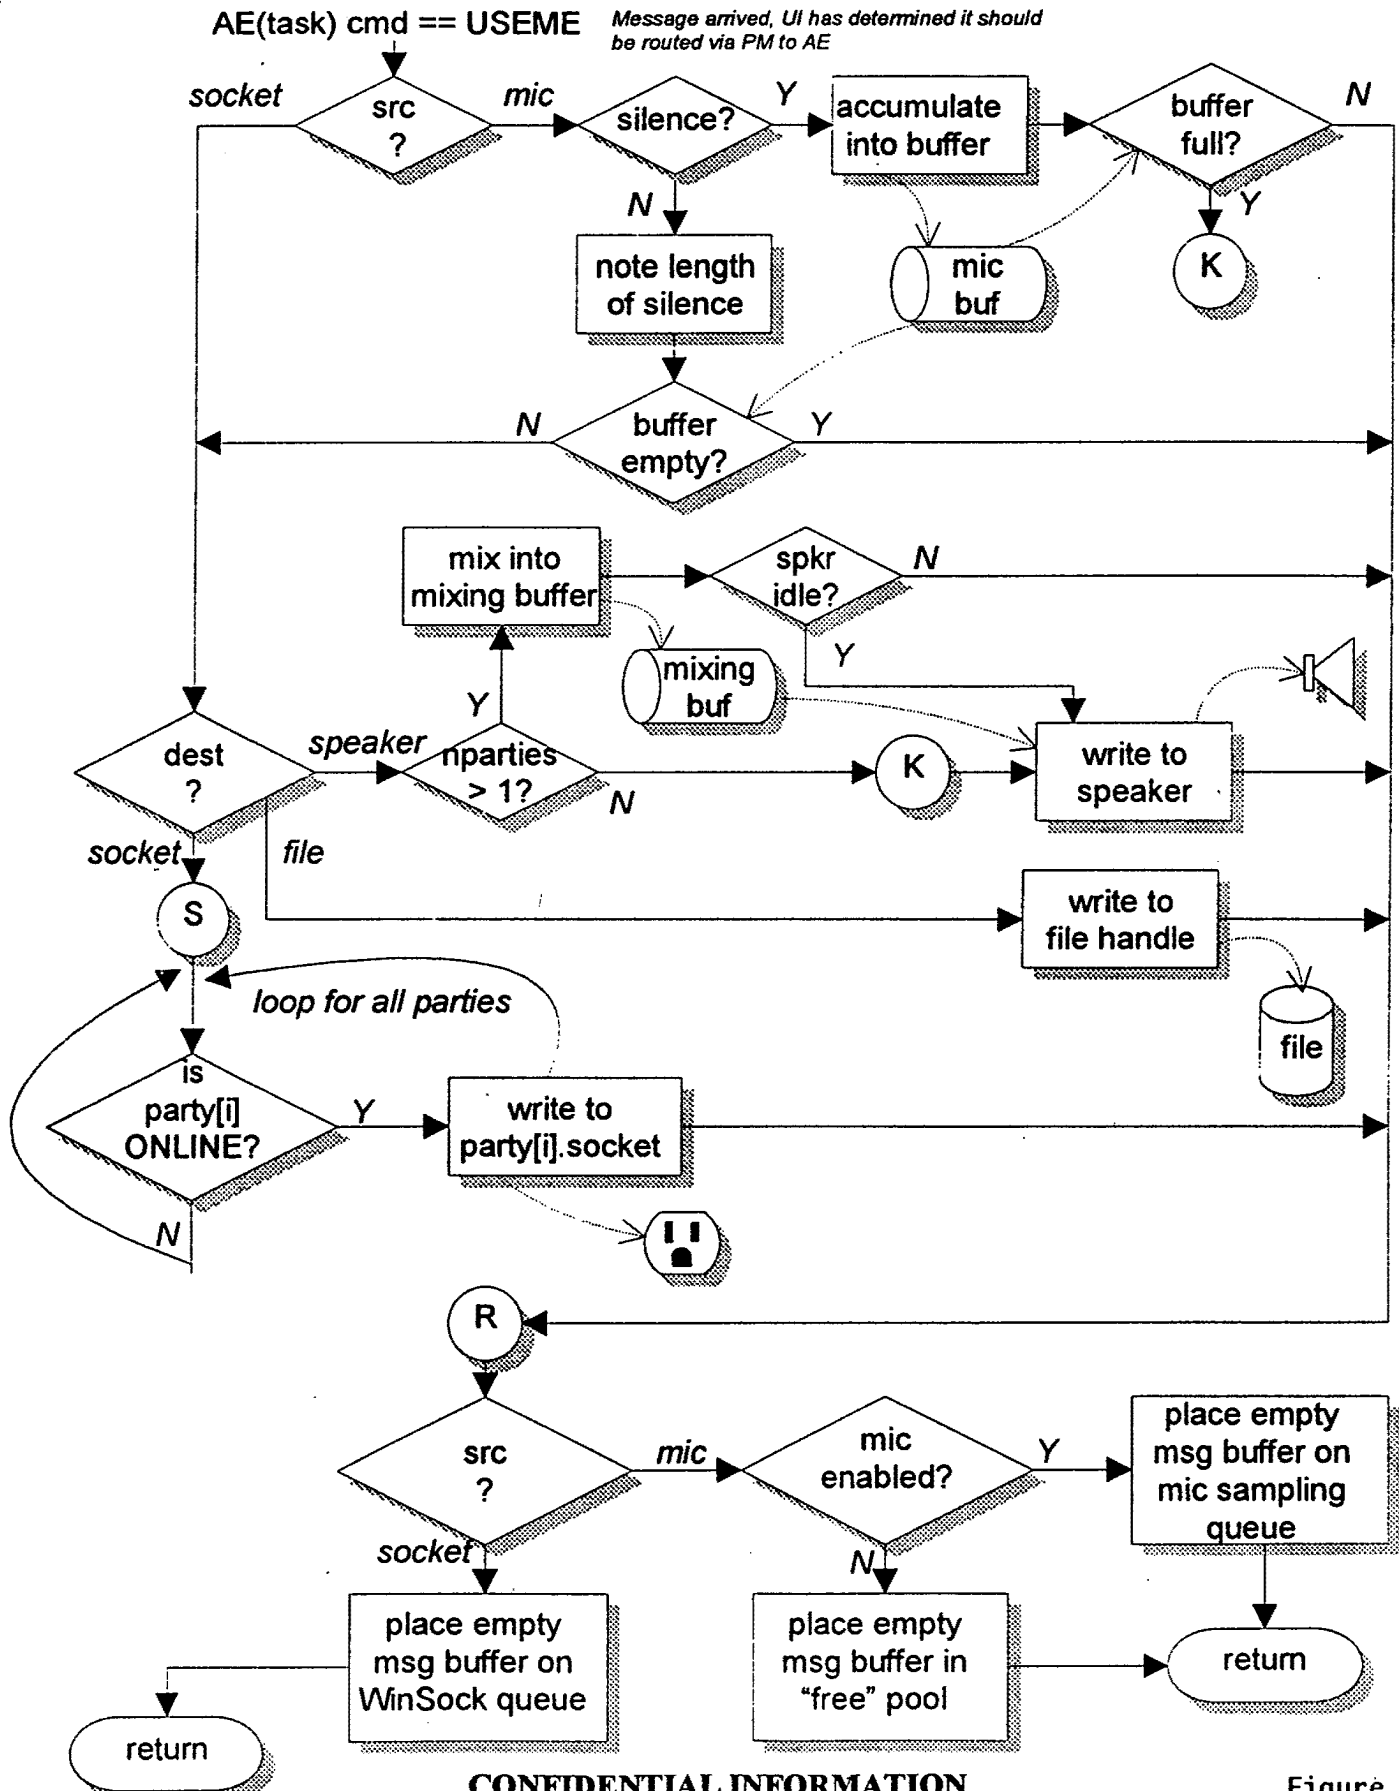 AE(task) cmd == USEME
Message arrived, UI has determined it should
be routed via PM to AE
socket
src
?
mic
silence?
Y
accumulate
into buffer
buffer
full?
N
N
Y
note length
of silence
mic
buf
K
N
buffer
empty?
Y
mix into
mixing buffer
spkr
idle?
N
Y
mixing
buf
Y
dest
?
speaker
nparties
> 1?
N
K
write to
speaker
socket
file
S
write to
file handle
loop for all parties
file
is
party[i]
ONLINE?
Y
write to
party[i].socket
N
R
src
?
mic
mic
enabled?
Y
place empty
msg buffer on
mic sampling
queue
socket
N
place empty
msg buffer on
WinSock queue
place empty
msg buffer in
“free” pool
return
return
CONFIDENTIAL INFORMATION
Figure